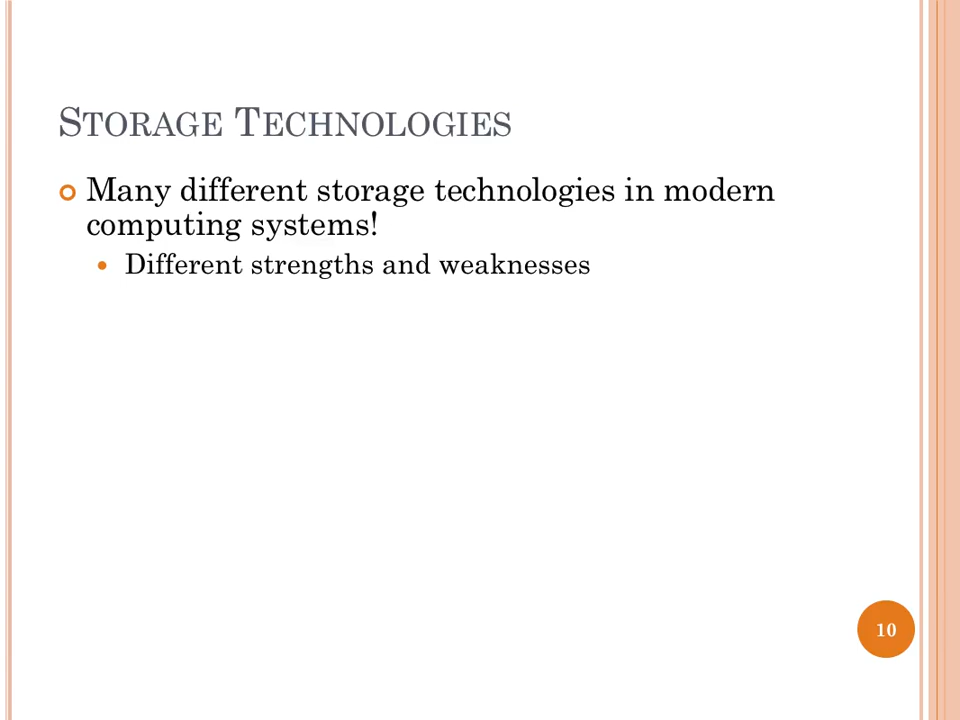 Storage Technologies
Many different storage technologies in modern
computing systems!
Different strengths and weaknesses
10